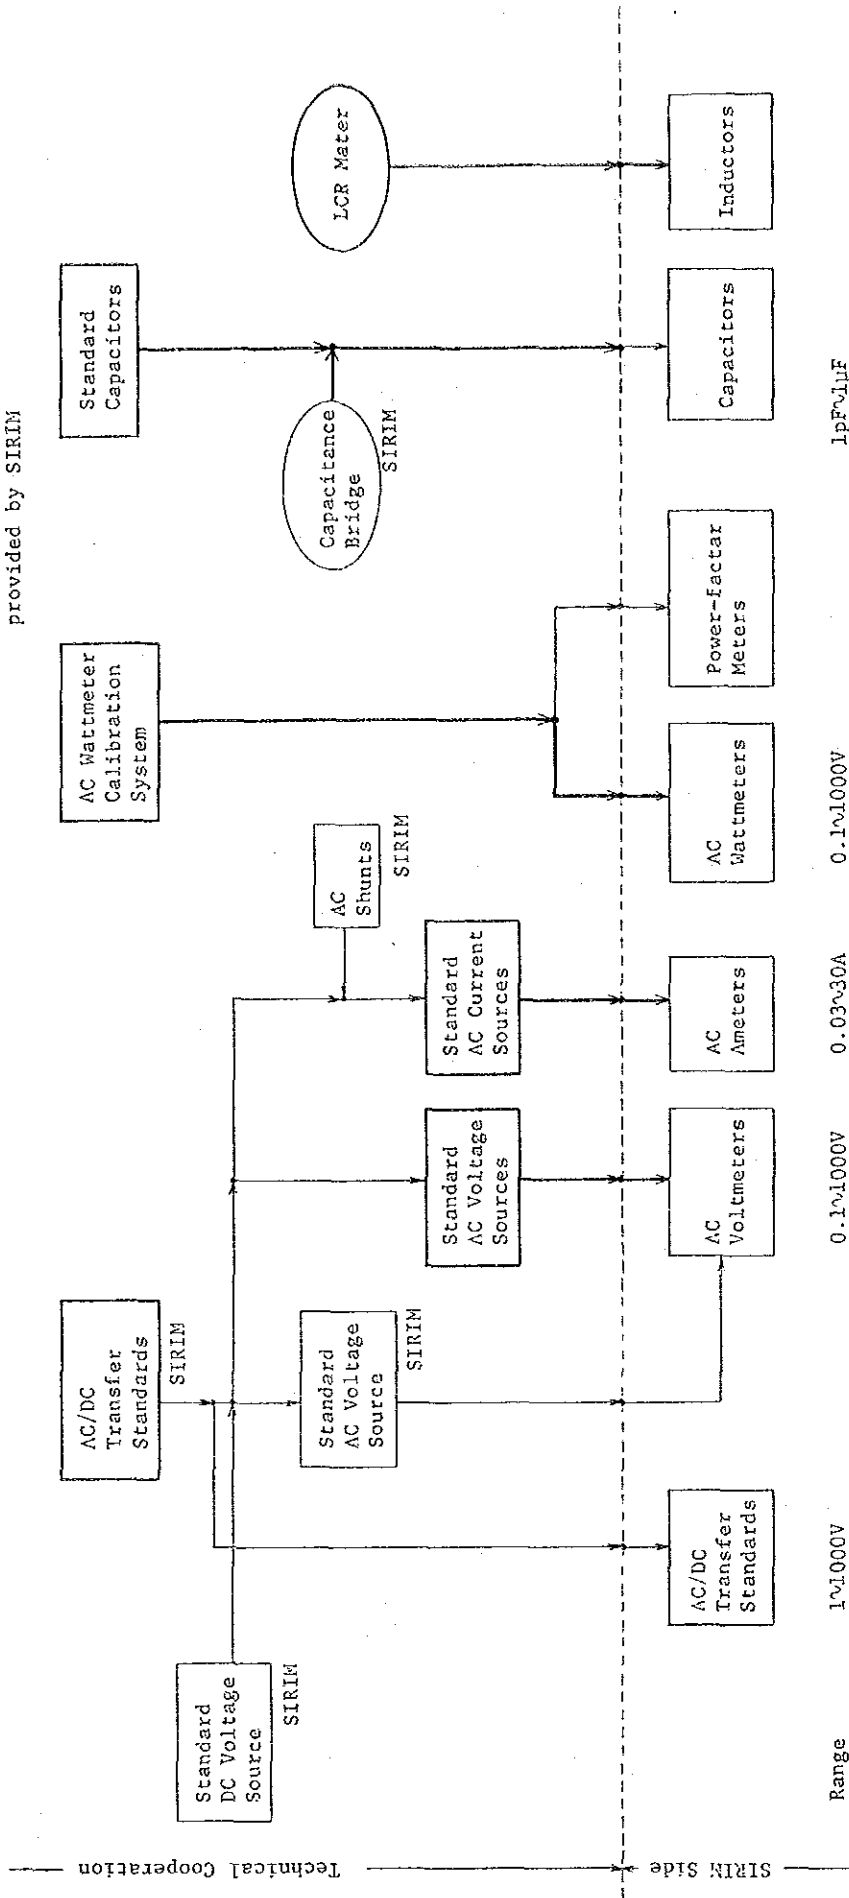 provided by SIRIM
AC/DC
Transfer
Standards
SIRIM
AC Wattmeter
Calibration
System
Standard
Capacitors
Standard
DC Voltage
Source
SIRIM
Standard
AC Voltage
Source
SIRIM
AC
Shunts
SIRIM
Capacitance
Bridge
SIRIM
LCR Mater
Standard
AC Voltage
Sources
Standard
AC Current
Sources
Technical Cooperation
SIRIM Side
AC/DC
Transfer
Standards
AC
Voltmeters
AC
Ameters
AC
Wattmeters
Power-factar
Meters
Capacitors
Inductors
Range
1~1000V
0.1~1000V
0.03~30A
0.1~1000V
1pF~1μF